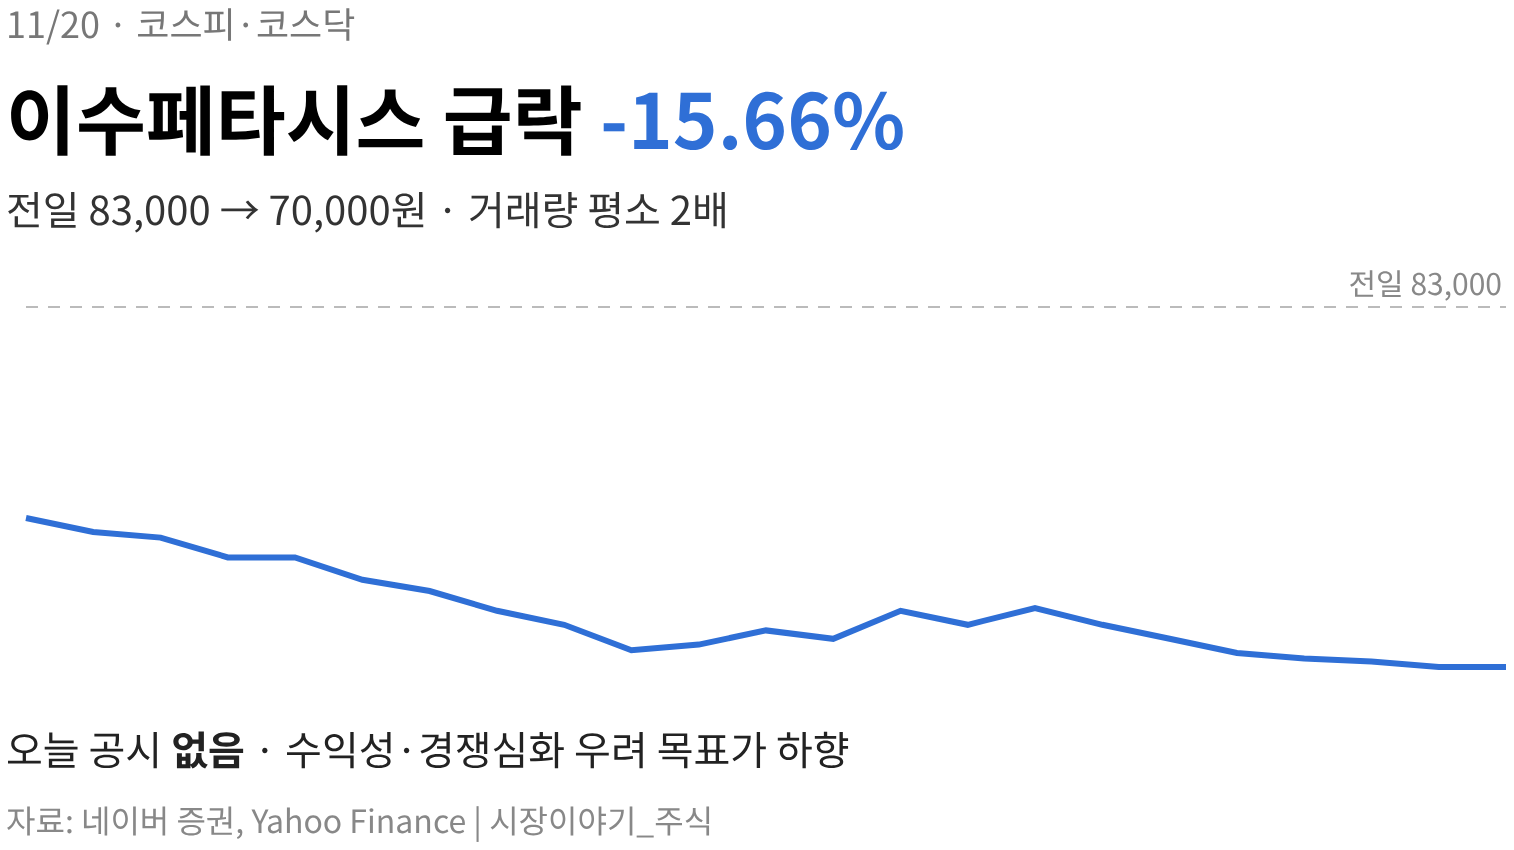 11/20 · 코스피·코스닥
이수페타시스 급락 -15.66%
전일 83,000 → 70,000원 · 거래량 평소 2배
전일 83,000
오늘 공시 없음 · 수익성·경쟁심화 우려 목표가 하향
자료: 네이버 증권, Yahoo Finance | 시장이야기_주식